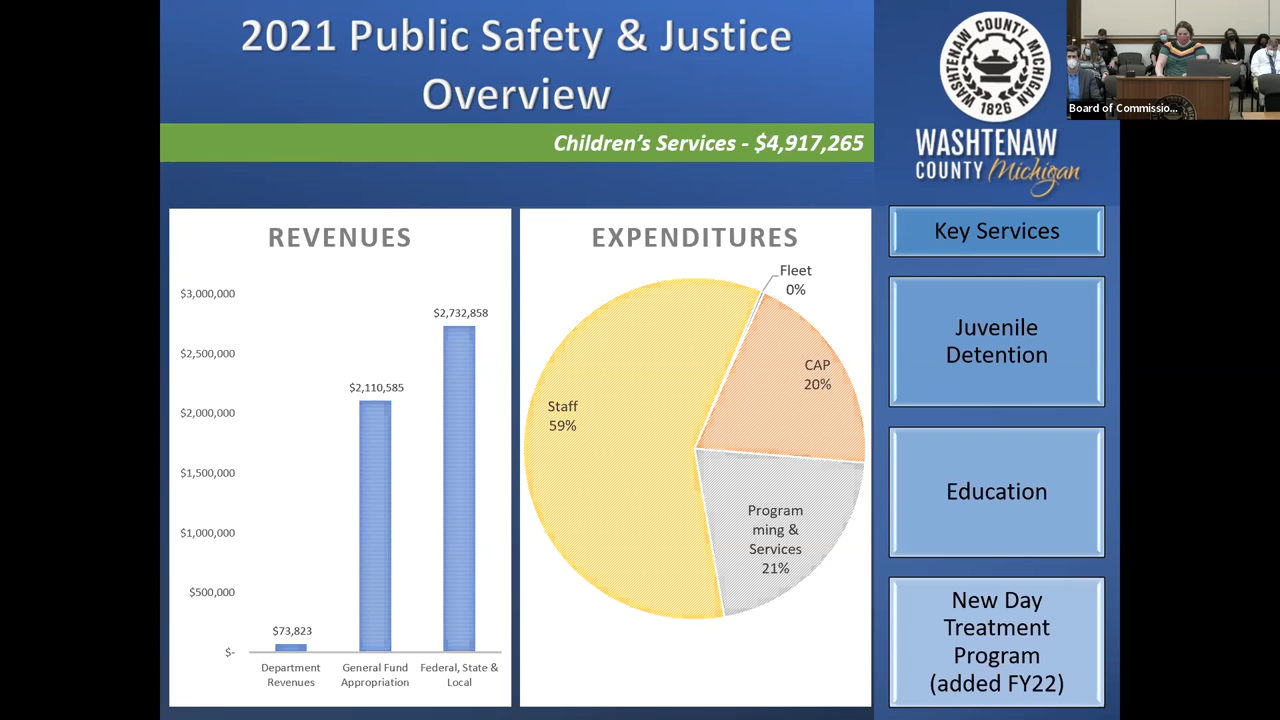 2021 Public Safety & Justice
Overview
Children's Services - $4,917,265
WASHTENAW COUNTY MICHIGAN
1826
WASHTENAW
COUNTY Michigan
Board of Commissio...
REVENUES
$3,000,000
$2,500,000
$2,000,000
$1,500,000
$1,000,000
$500,000
$-
$73,823
$2,110,585
$2,732,858
Department
Revenues
General Fund
Appropriation
Federal, State &
Local
EXPENDITURES
Fleet
0%
CAP
20%
Staff
59%
Program
ming &
Services
21%
Key Services
Juvenile
Detention
Education
New Day
Treatment
Program
(added FY22)